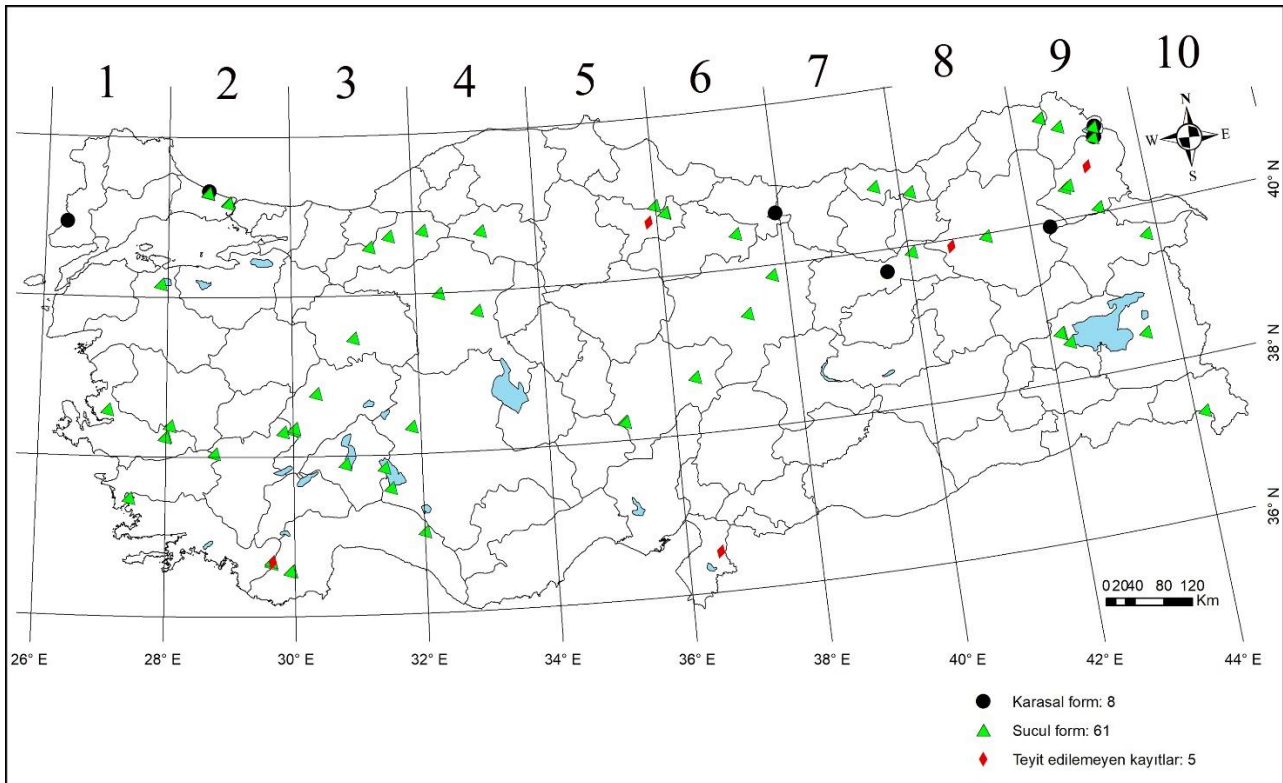 1 2 3 4 5 6 7 8 9 10
N
W E
S
40° N
38° N
36° N
0 20 40 80 120
Km
26° E 28° E 30° E 32° E 34° E 36° E 38° E 40° E 42° E 44° E
Karasal form: 8
Sucul form: 61
Teyit edilemeyen kayıtlar: 5